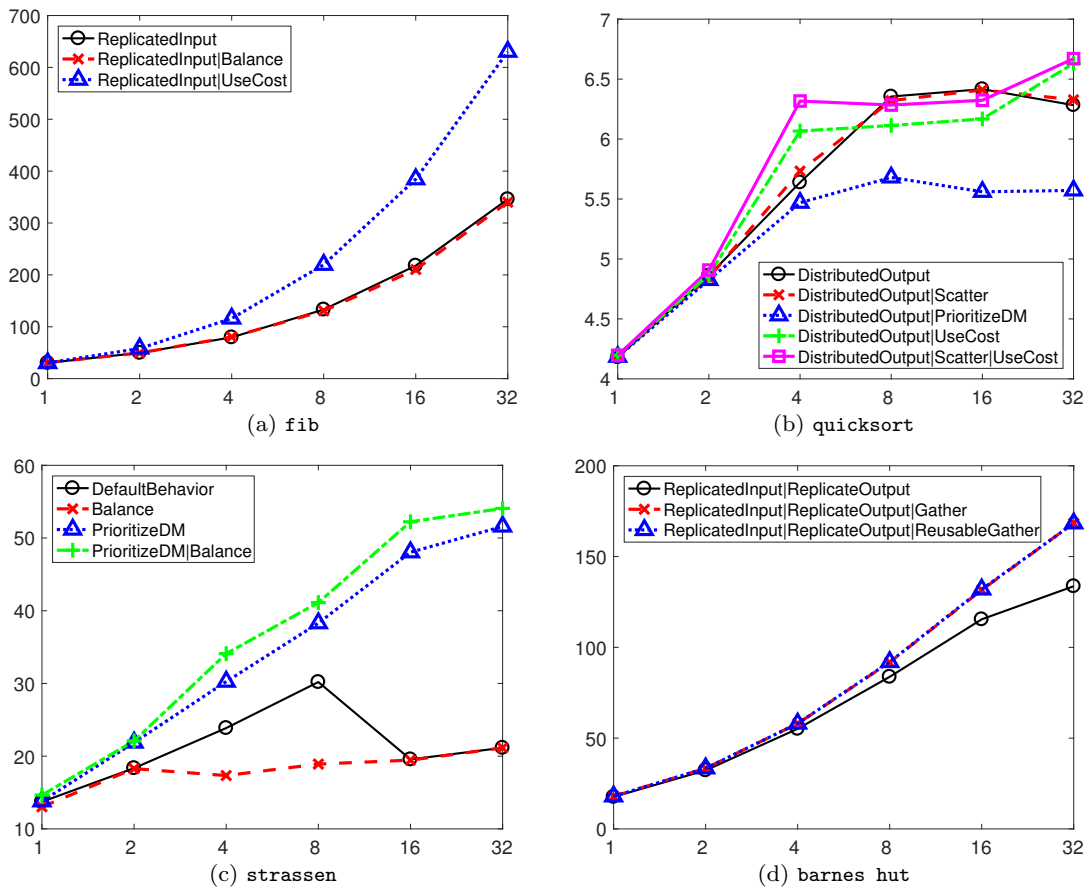 700
600
500
400
300
200
100
0
ReplicatedInput
ReplicatedInput|Balance
ReplicatedInput|UseCost
1 2 4 8 16 32
(a) fib
7
6.5
6
5.5
5
4.5
4
DistributedOutput
DistributedOutput|Scatter
DistributedOutput|PrioritizeDM
DistributedOutput|UseCost
DistributedOutput|Scatter|UseCost
1 2 4 8 16 32
(b) quicksort
60
50
40
30
20
10
DefaultBehavior
Balance
PrioritizeDM
PrioritizeDM|Balance
1 2 4 8 16 32
(c) strassen
200
150
100
50
0
ReplicatedInput|ReplicateOutput
ReplicatedInput|ReplicateOutput|Gather
ReplicatedInput|ReplicateOutput|ReusableGather
1 2 4 8 16 32
(d) barnes hut